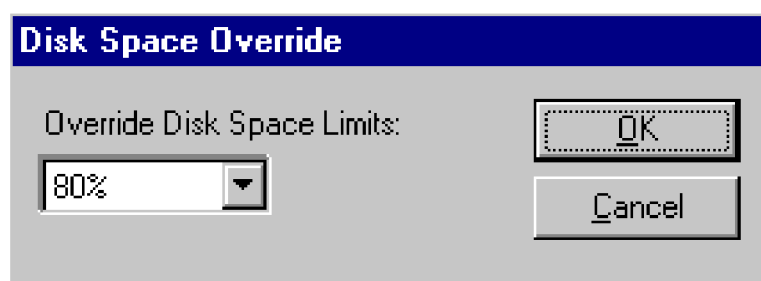 Disk Space Override
Override Disk Space Limits:
OK
80%
Cancel